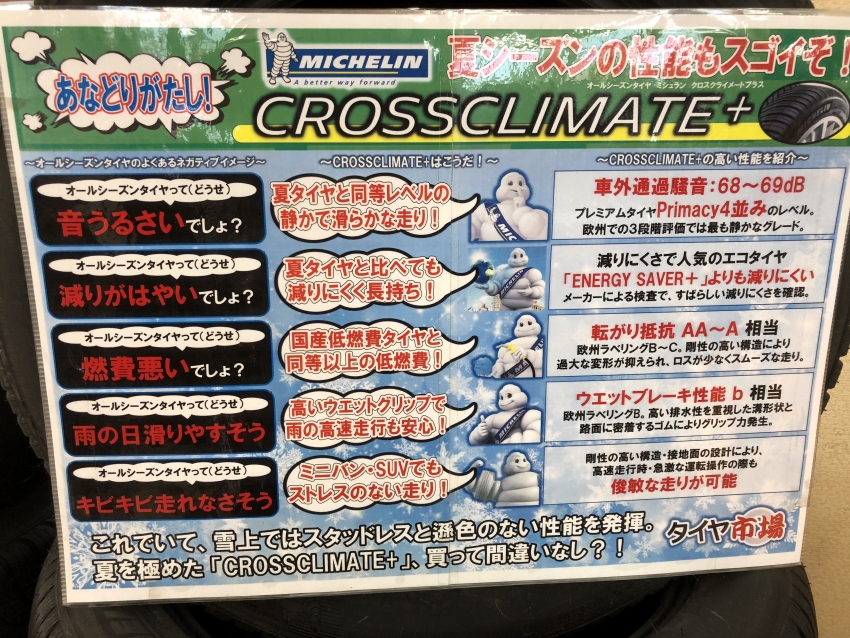 あなどりがたし!
MICHELIN
A better way forward
夏シーズンの性能もスゴイぞ!
オールシーズンタイヤ ミシュラン クロスクライメートプラス
CROSSCLIMATE+
～オールシーズンタイヤのよくあるネガティブイメージ～
～CROSSCLIMATE+はこうだ!～
～CROSSCLIMATE+の高い性能を紹介～
オールシーズンタイヤって(どうせ)
音うるさいでしょ?
夏タイヤと同等レベルの
静かで滑らかな走り!
車外通過騒音:68～69dB
プレミアムタイヤPrimacy4並みのレベル。
欧州での3段階評価では最も静かなグレード。
オールシーズンタイヤって(どうせ)
減りがはやいでしょ?
夏タイヤと比べても
減りにくく長持ち!
減りにくさで人気のエコタイヤ
「ENERGY SAVER+」よりも減りにくい
メーカーによる検査で、すばらしい減りにくさを確認。
オールシーズンタイヤって(どうせ)
燃費悪いでしょ?
国産低燃費タイヤと
同等以上の低燃費!
転がり抵抗 AA～A 相当
欧州ラベリングB～C。剛性の高い構造により
過大な変形が抑えられ、ロスが少なくスムーズな走り。
オールシーズンタイヤって(どうせ)
雨の日滑りやすそう
高いウエットグリップで
雨の高速走行も安心!
ウエットブレーキ性能 b 相当
欧州ラベリングB。高い排水性を重視した溝形状と
路面に密着するゴムによりグリップ力発生。
オールシーズンタイヤって(どうせ)
キビキビ走れなさそう
ミニバン・SUVでも
ストレスのない走り!
剛性の高い構造・接地面の設計により、
高速走行時・急激な運転操作の際も
俊敏な走りが可能
これでいて、雪上ではスタッドレスと遜色のない性能を発揮。
夏を極めた「CROSSCLIMATE+」、買って間違いなし?!
タイヤ市場